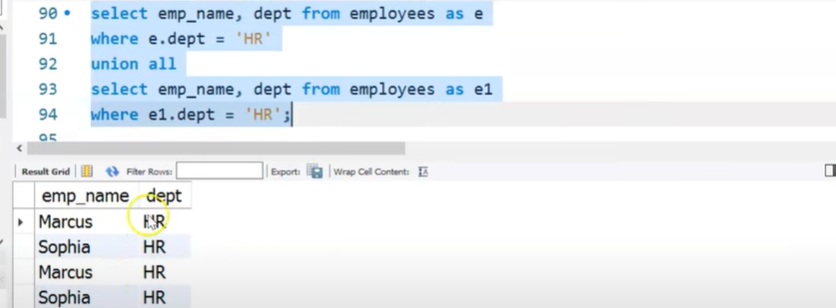 90 select emp_name, dept from employees as e
91 where e.dept = 'HR'
92 union all
93 select emp_name, dept from employees as e1
94 where e1.dept = 'HR';
95
Result Grid Filter Rows: Export: Wrap Cell Content:
emp_name dept
Marcus HR
Sophia HR
Marcus HR
Sophia HR